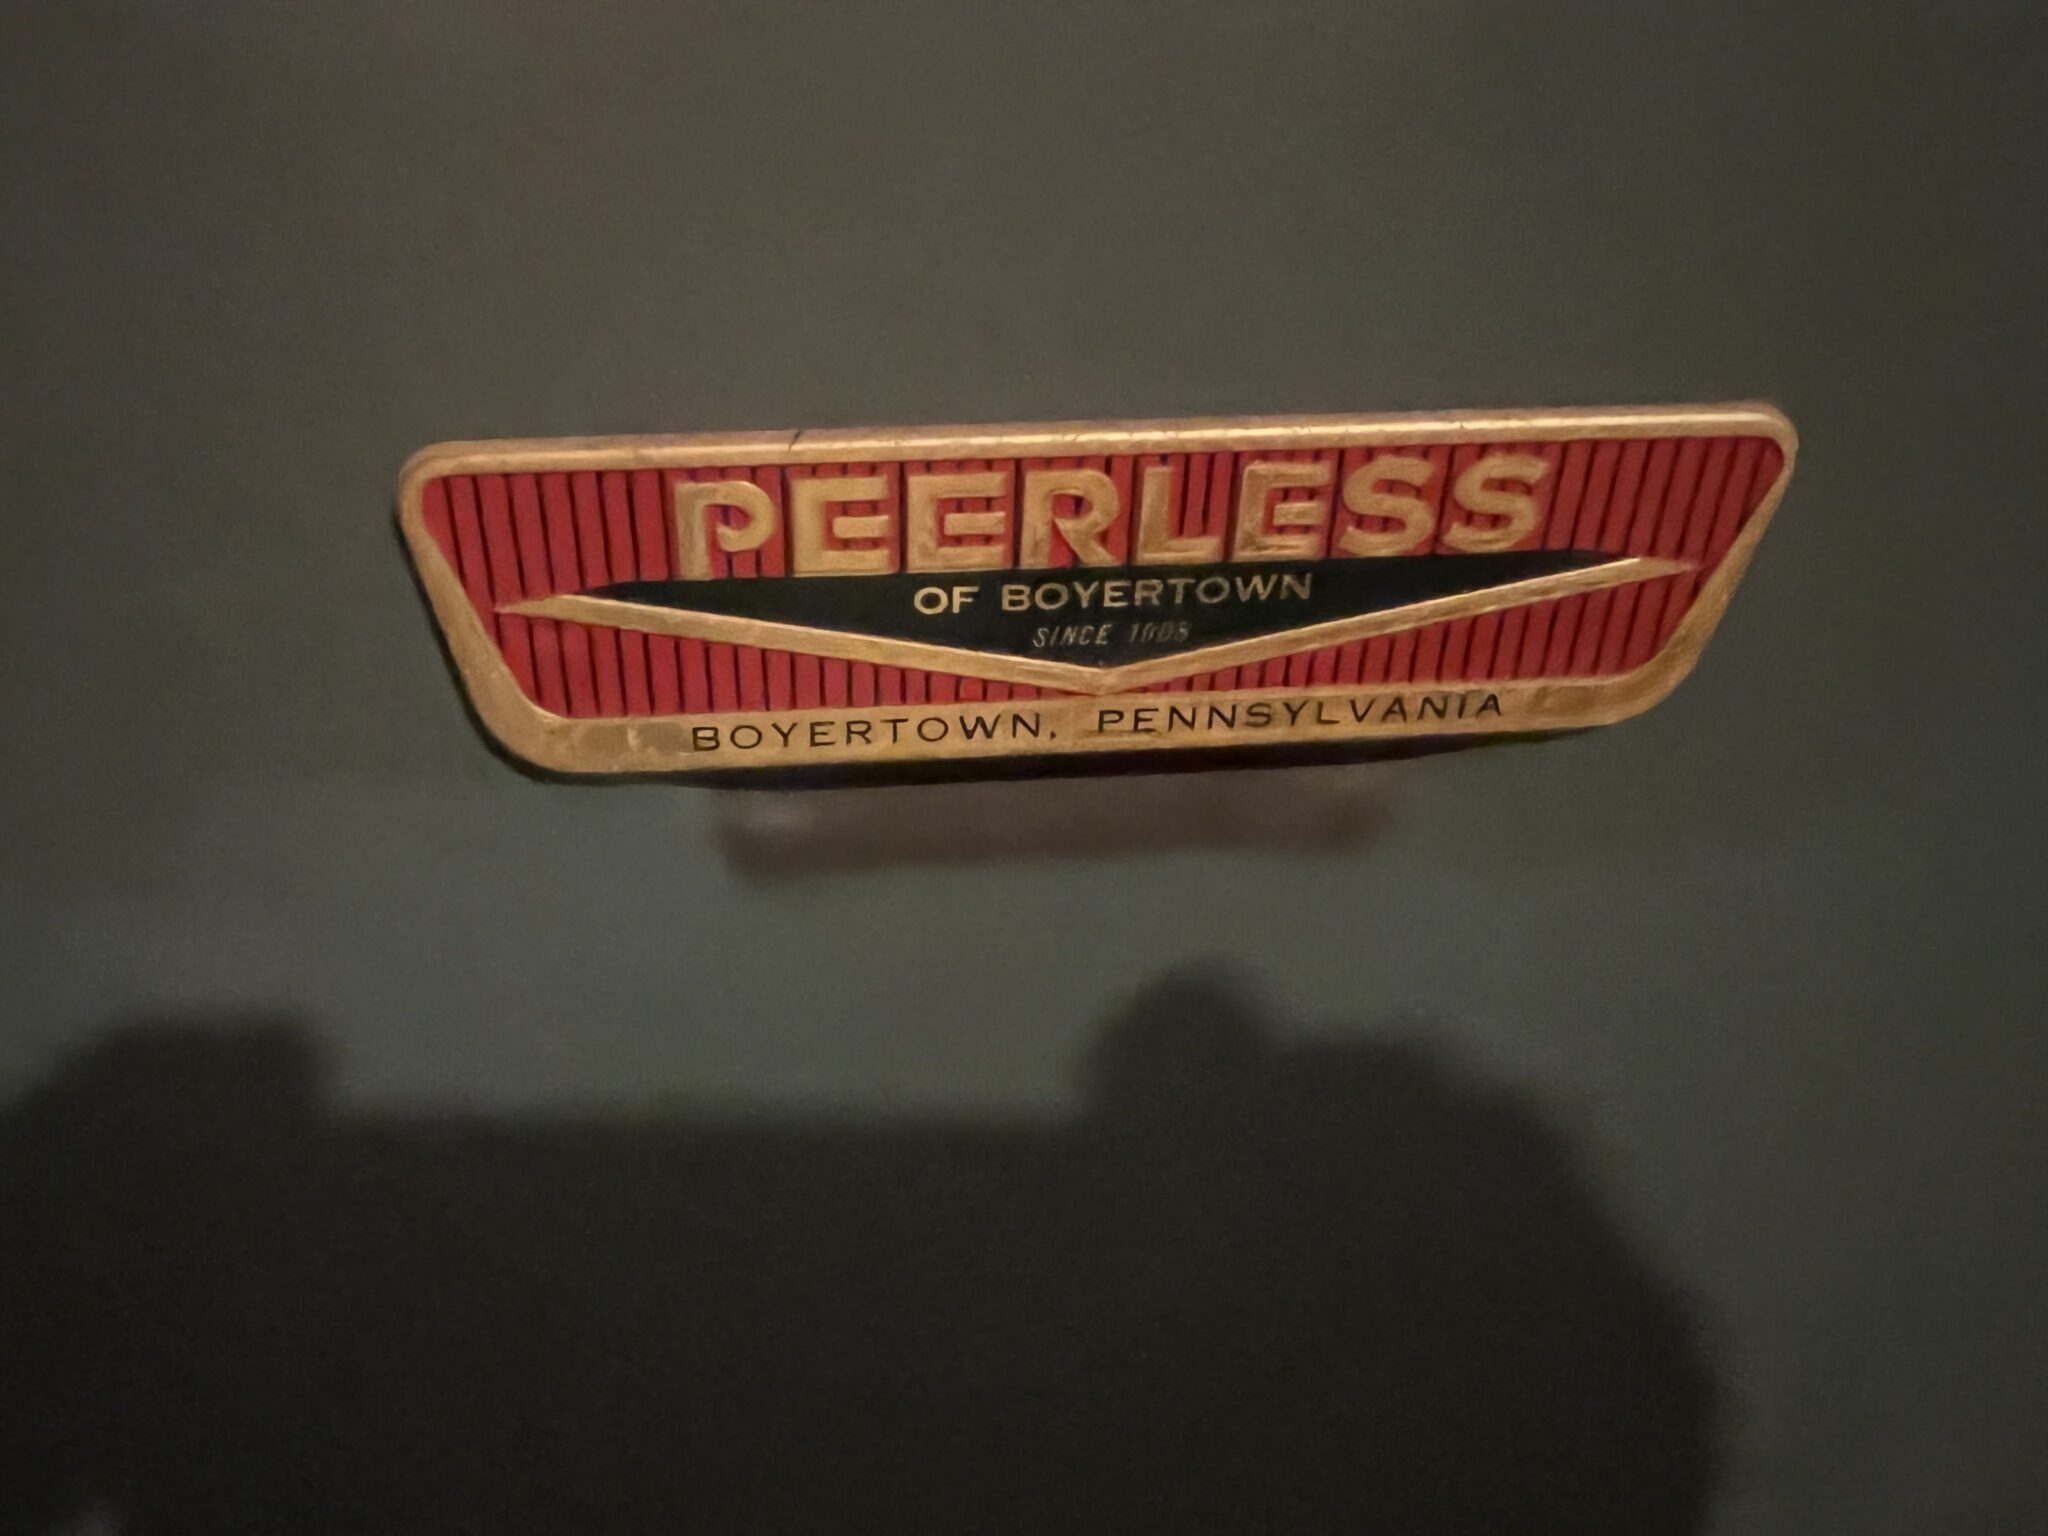 PEERLESS
OF BOYERTOWN
SINCE
BOYERTOWN, PENNSYLVANIA